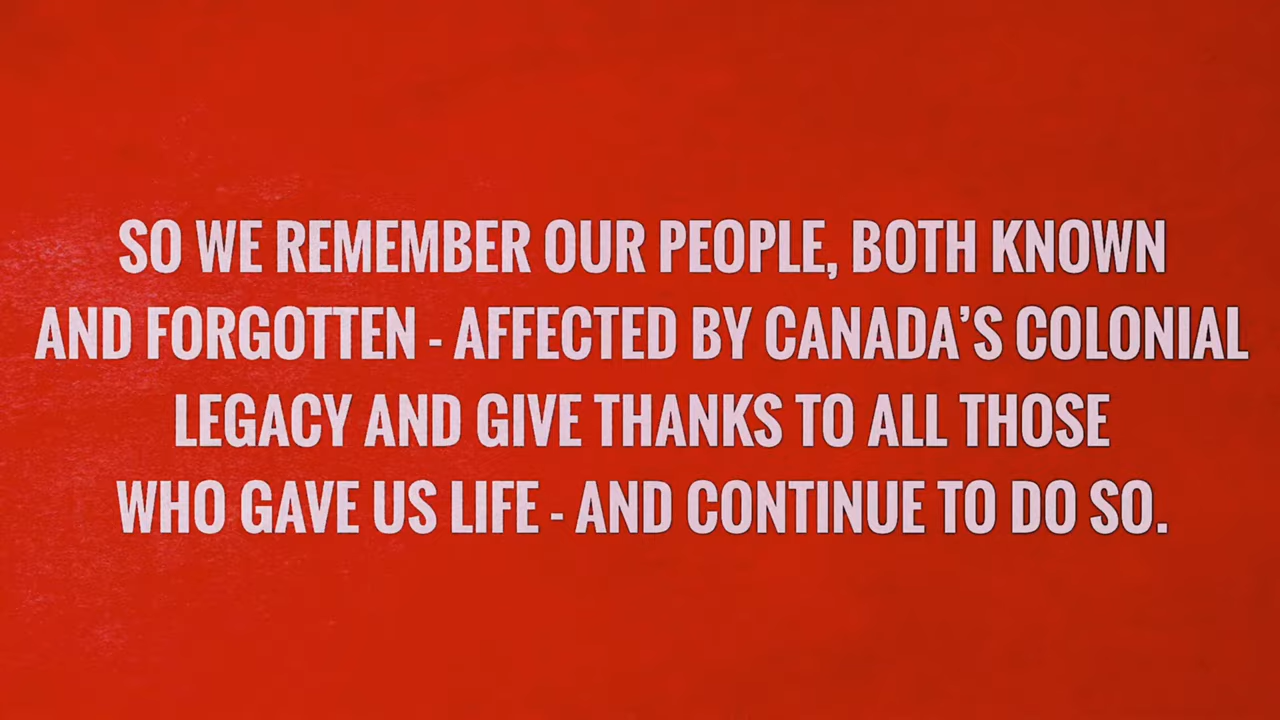 SO WE REMEMBER OUR PEOPLE, BOTH KNOWN
AND FORGOTTEN - AFFECTED BY CANADA’S COLONIAL
LEGACY AND GIVE THANKS TO ALL THOSE
WHO GAVE US LIFE - AND CONTINUE TO DO SO.